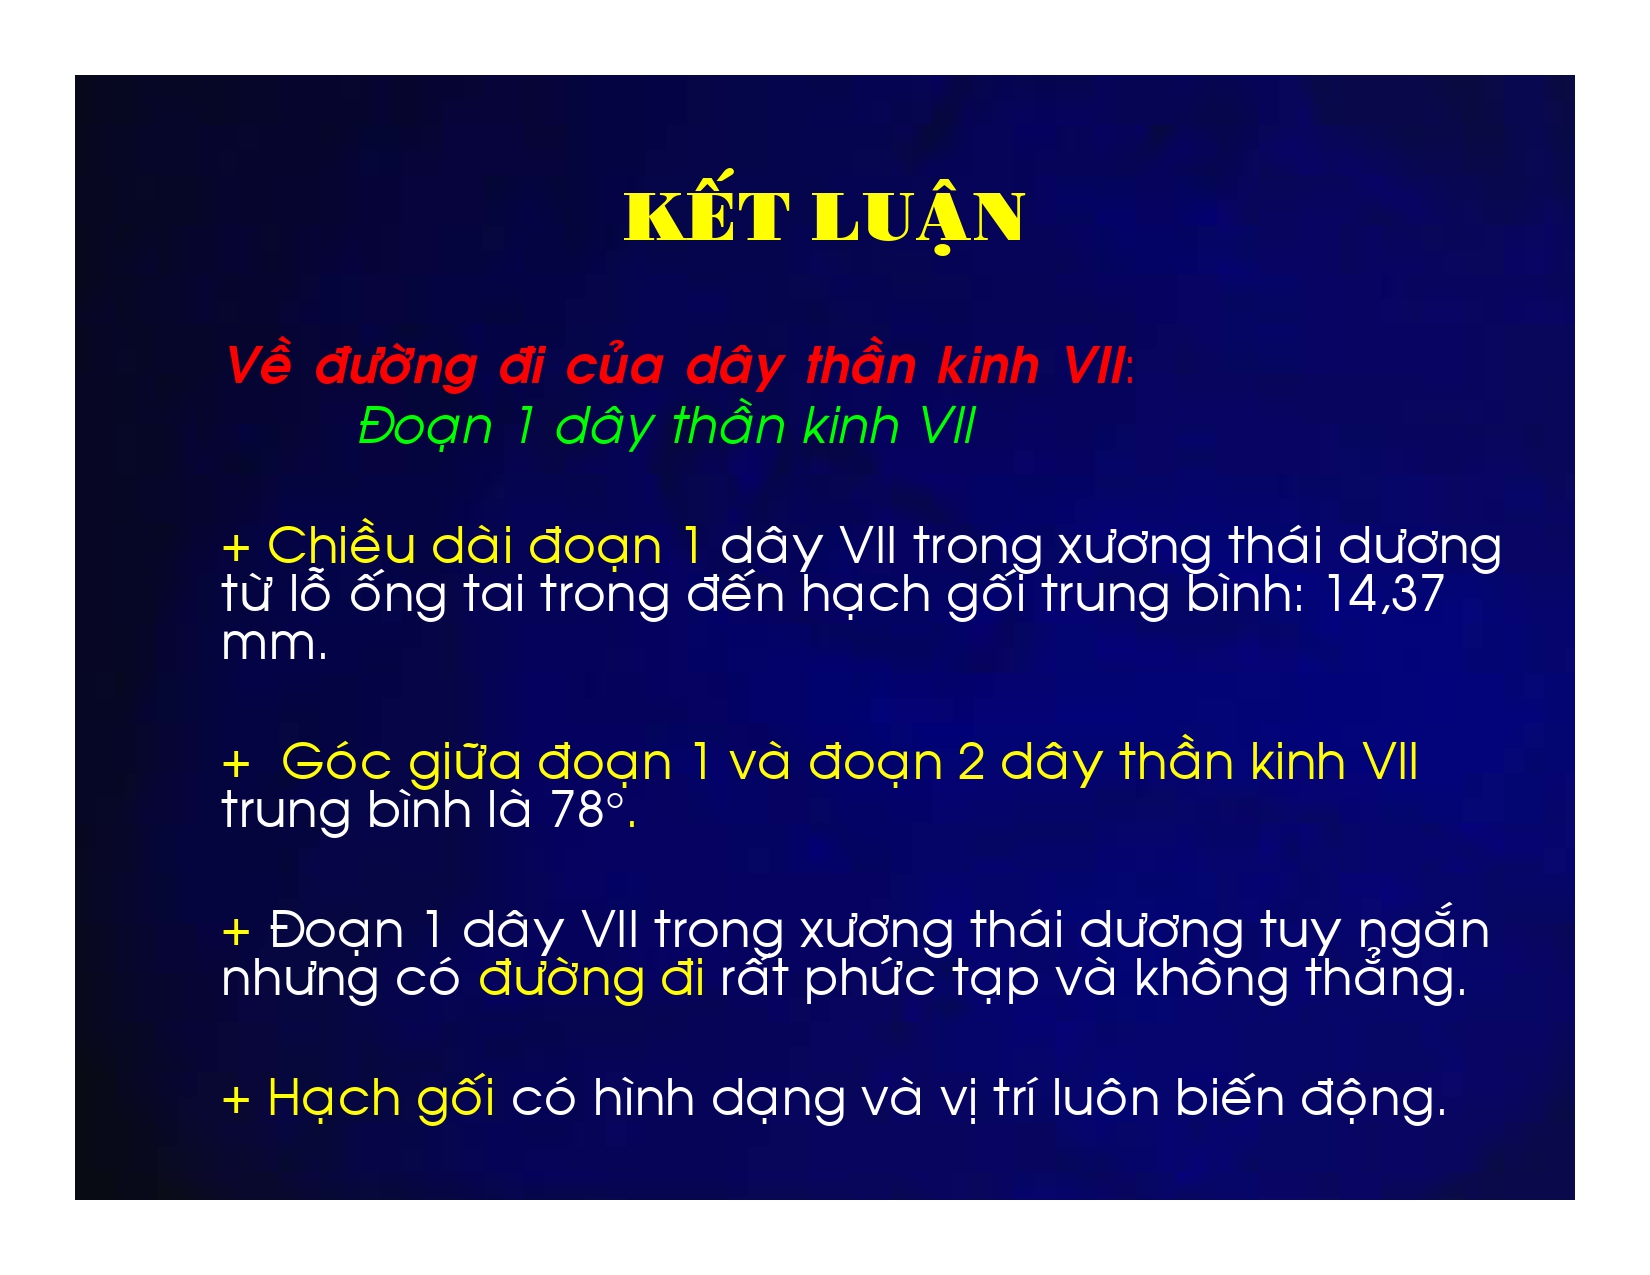 KẾT LUẬN
Về đường đi của dây thần kinh VII:
Đoạn 1 dây thần kinh VII
+ Chiều dài đoạn 1 dây VII trong xương thái dương
từ lỗ ống tai trong đến hạch gối trung bình: 14,37
mm.
+ Góc giữa đoạn 1 và đoạn 2 dây thần kinh VII
trung bình là 78°.
+ Đoạn 1 dây VII trong xương thái dương tuy ngắn
nhưng có đường đi rất phức tạp và không thẳng.
+ Hạch gối có hình dạng và vị trí luôn biến động.